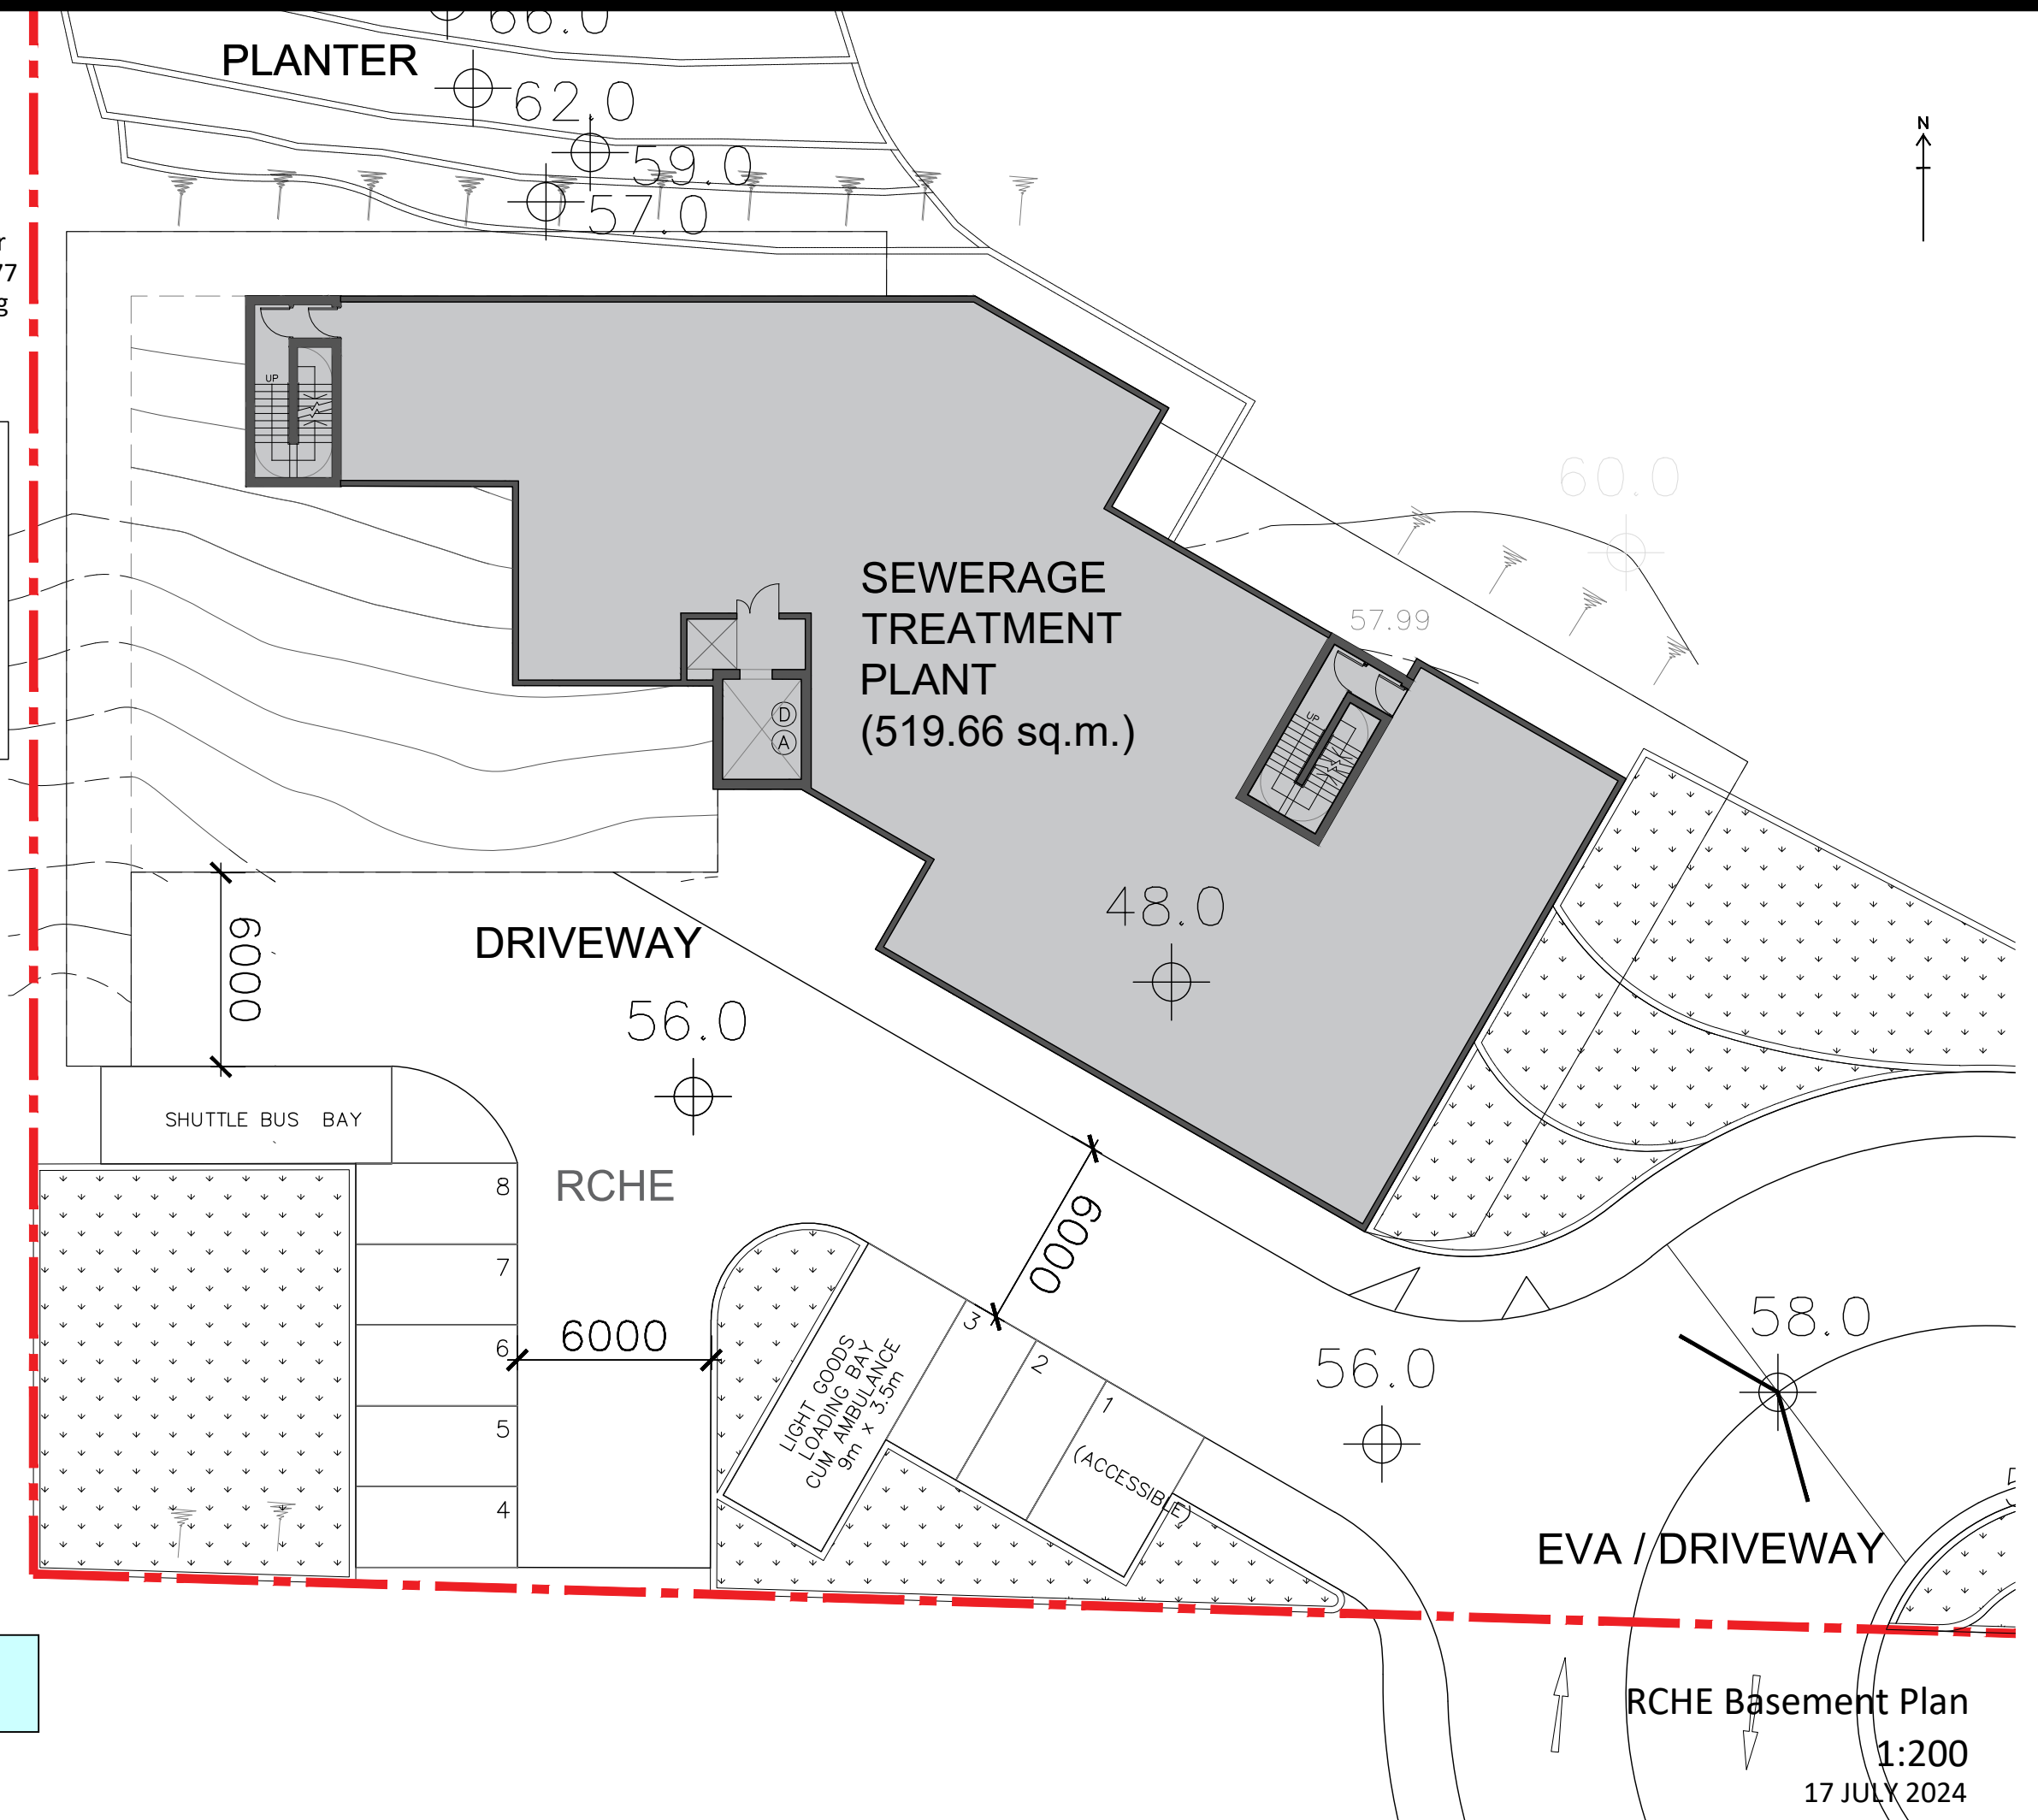 66.0
PLANTER
62.0
59.0
57.0
N
r
77
g
UP
60.0
57.99
SEWERAGE
TREATMENT
PLANT
(519.66 sq.m.)
UP
D
A
48.0
DRIVEWAY
6000
56.0
SHUTTLE BUS BAY
RCHE
8
7
6
5
4
6000
6000
3
2
1
(ACCESSIBLE)
LIGHT GOODS
LOADING BAY
CUM AMBULANCE
9m x 3.5m
56.0
58.0
EVA / DRIVEWAY
RCHE Basement Plan
1:200
17 JULY 2024